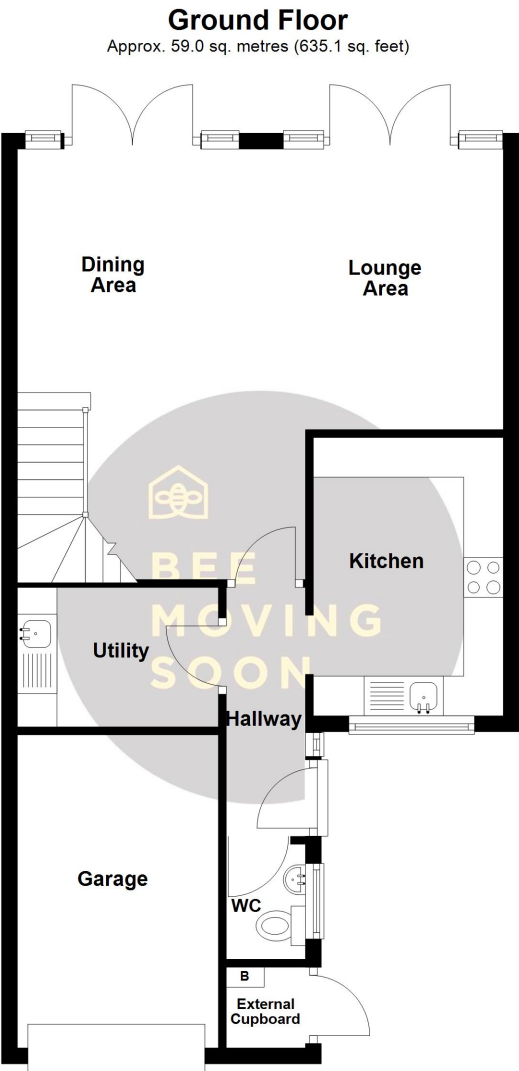 Ground Floor
Approx. 59.0 sq. metres (635.1 sq. feet)
Dining
Area
Lounge
Area
BEE
MOVING
SOON
Kitchen
Utility
Hallway
Garage
WC
B
External
Cupboard